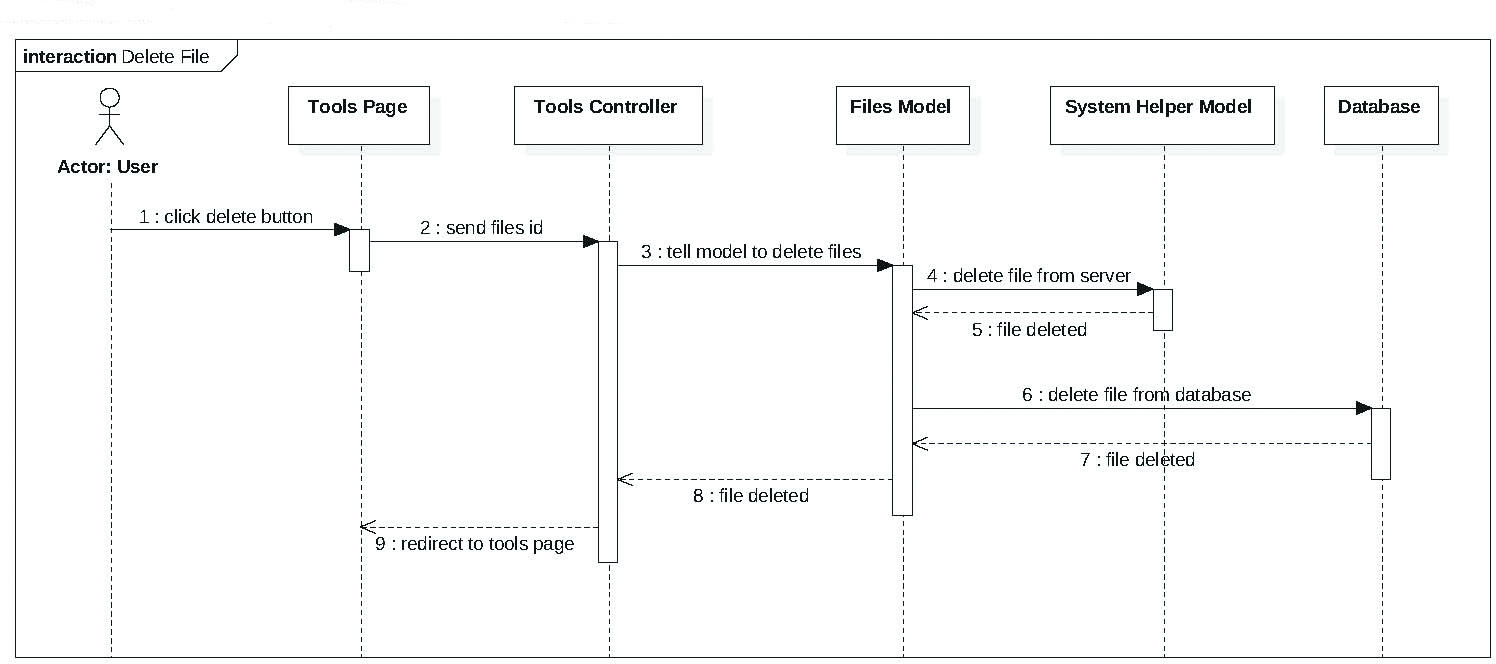 interaction Delete File
Tools Page
Tools Controller
Files Model
System Helper Model
Database
Actor: User
1 : click delete button
2 : send files id
3 : tell model to delete files
4 : delete file from server
5 : file deleted
6 : delete file from database
7 : file deleted
8 : file deleted
9 : redirect to tools page